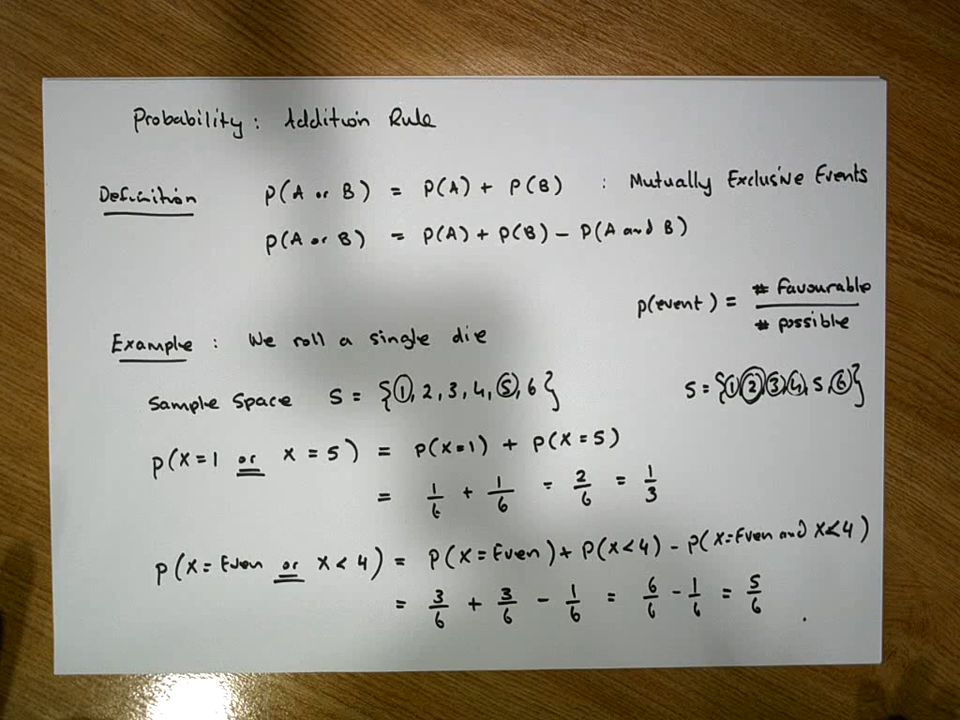 Probability : Addition Rule
Definition P(A or B) = P(A) + P(B) : Mutually Exclusive Events
P(A or B) = P(A) + P(B) - P(A and B)
P(event) = # favourable / # possible
Example : We roll a single die
Sample Space S = {1, 2, 3, 4, 5, 6} S = {1, 2, 3, 4, 5, 6}
P(X=1 or X=5) = P(X=1) + P(X=5)
= 1/6 + 1/6 = 2/6 = 1/3
P(X=Even or X<4) = P(X=Even) + P(X<4) - P(X=Even and X<4)
= 3/6 + 3/6 - 1/6 = 6/6 - 1/6 = 5/6